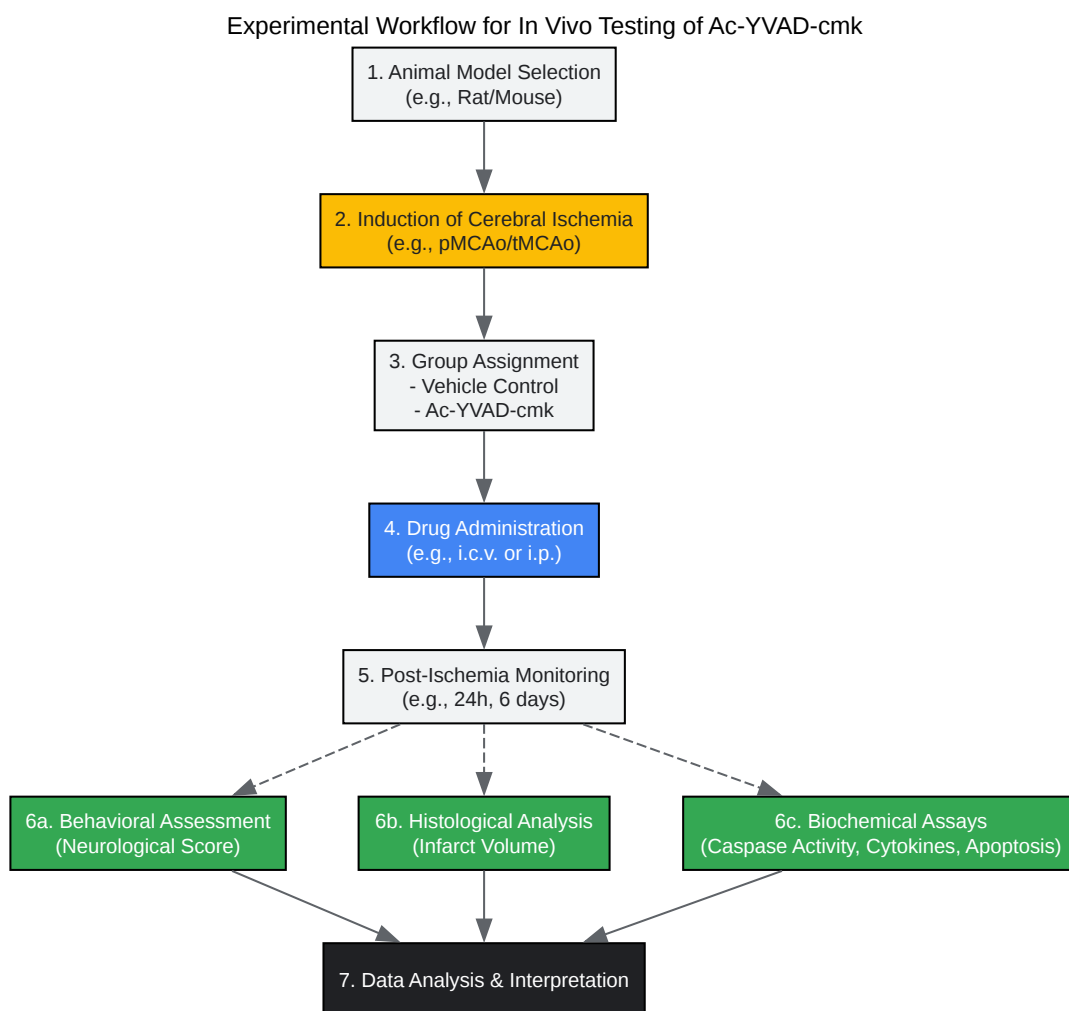 Experimental Workflow for In Vivo Testing of Ac-YVAD-cmk
1. Animal Model Selection
(e.g., Rat/Mouse)
2. Induction of Cerebral Ischemia
(e.g., pMCAo/tMCAo)
3. Group Assignment
- Vehicle Control
- Ac-YVAD-cmk
4. Drug Administration
(e.g., i.c.v. or i.p.)
5. Post-Ischemia Monitoring
(e.g., 24h, 6 days)
6a. Behavioral Assessment
(Neurological Score)
6b. Histological Analysis
(Infarct Volume)
6c. Biochemical Assays
(Caspase Activity, Cytokines, Apoptosis)
7. Data Analysis & Interpretation